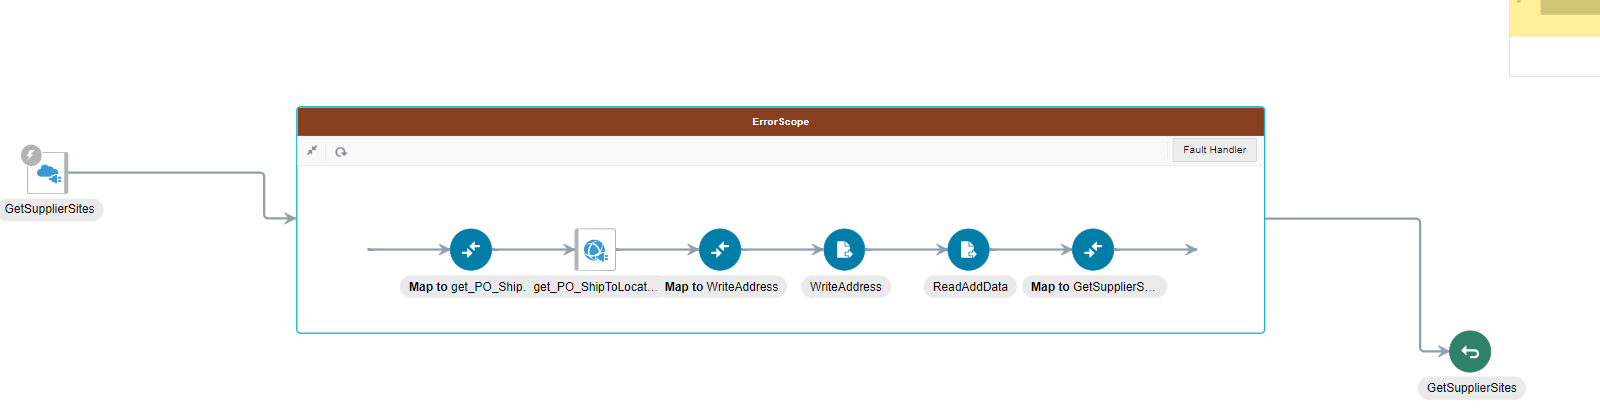 ErrorScope
Fault Handler
GetSupplierSites
Map to get_PO_Ship.
get_PO_ShipToLocat...
Map to WriteAddress
WriteAddress
ReadAddData
Map to GetSupplierS...
GetSupplierSites